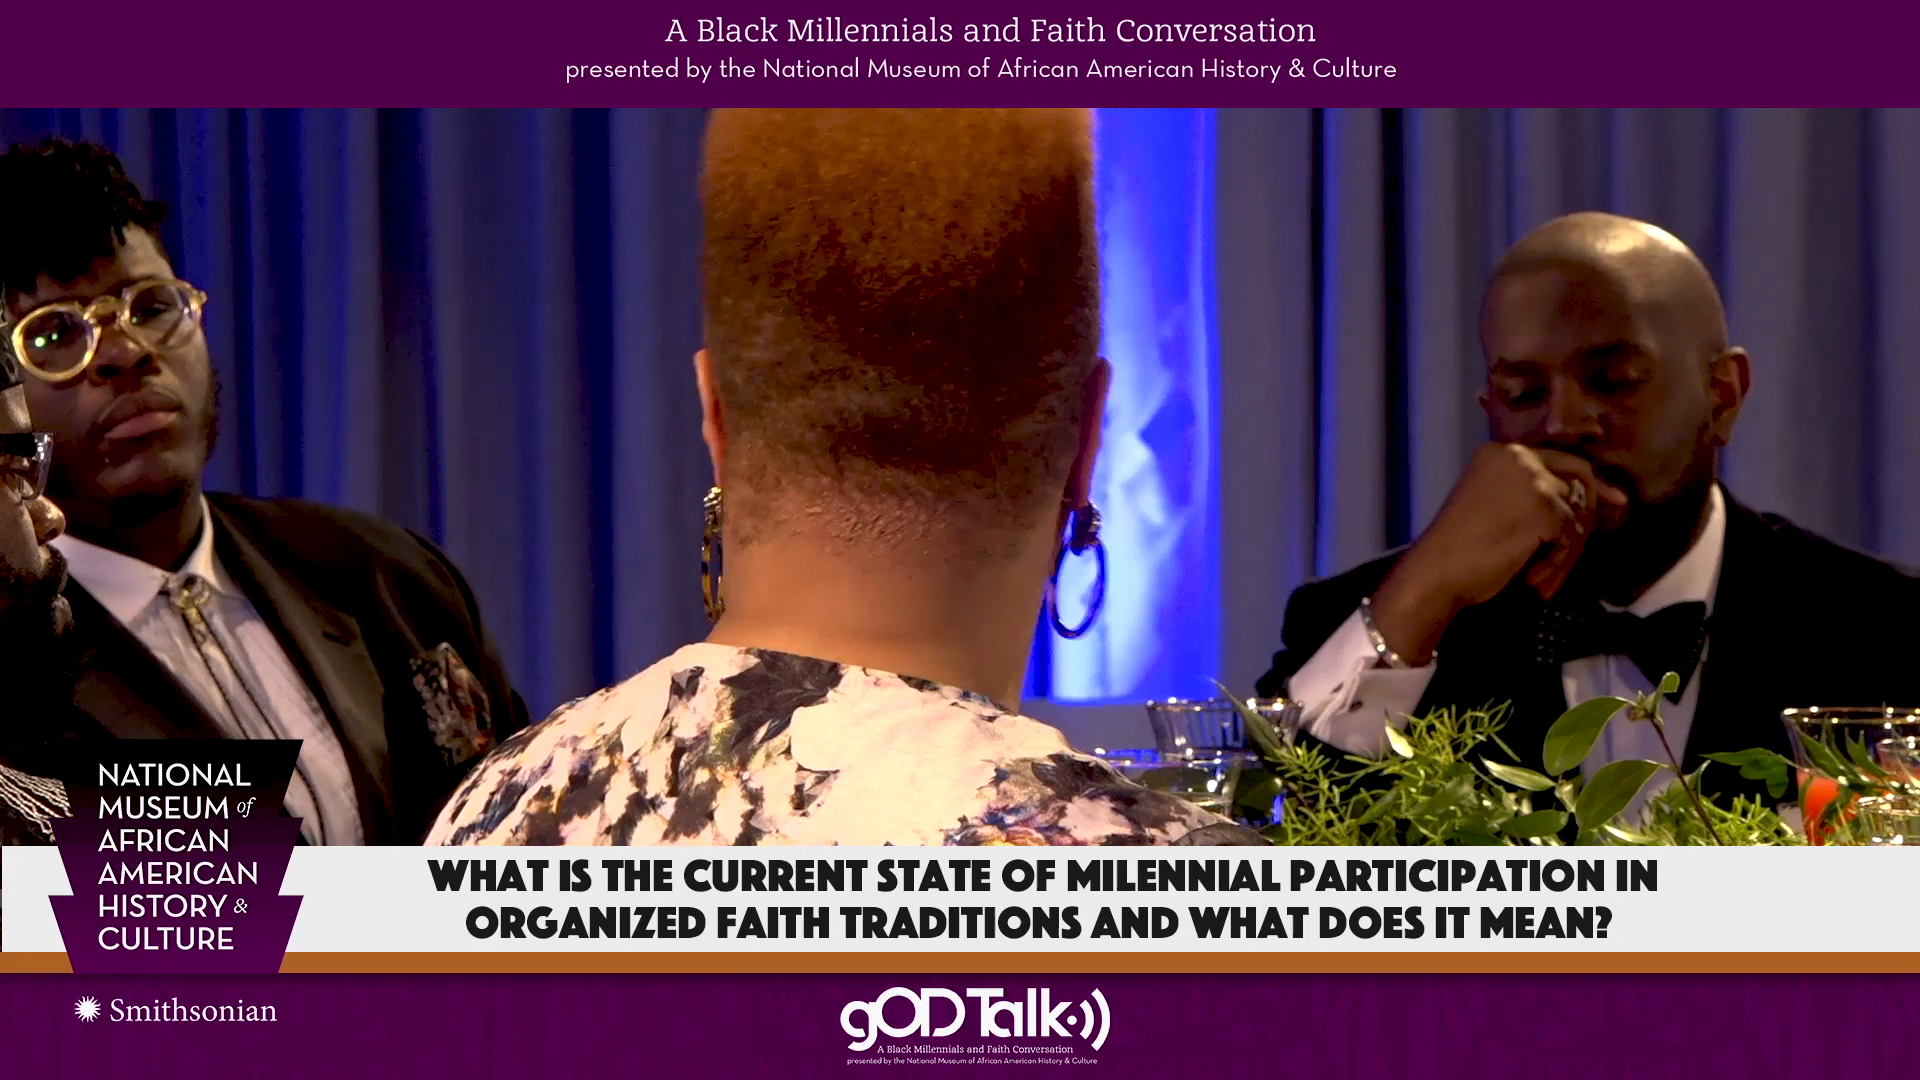 A Black Millennials and Faith Conversation
presented by the National Museum of African American History & Culture
NATIONAL
MUSEUM of
AFRICAN
AMERICAN
HISTORY &
CULTURE
WHAT IS THE CURRENT STATE OF MILENNIAL PARTICIPATION IN
ORGANIZED FAITH TRADITIONS AND WHAT DOES IT MEAN?
Smithsonian
gODTalk
A Black Millennials and Faith Conversation
presented by the National Museum of African American History & Culture